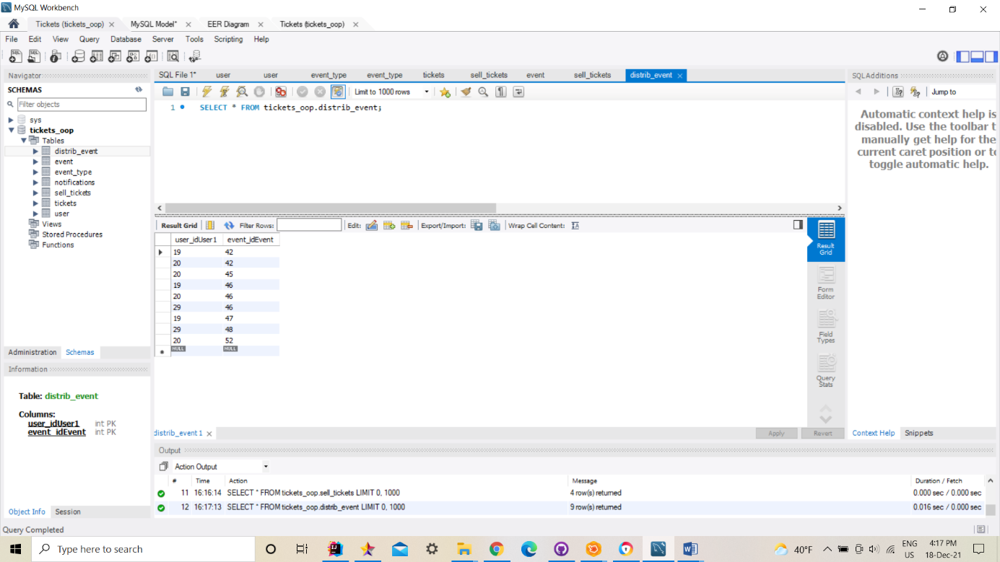 MySQL Workbench
Tickets (tickets_oop) MySQL Model* EER Diagram Tickets (tickets_oop)
File Edit View Query Database Server Tools Scripting Help
Navigator
SCHEMAS
Filter objects
sys
tickets_oop
Tables
distrib_event
event
event_type
notifications
sell_tickets
tickets
user
Views
Stored Procedures
Functions
Administration Schemas
Information
Table: distrib_event
Columns:
user_idUser1 int PK
event_idEvent int PK
Object Info Session
SQL File 1* user user event_type event_type tickets sell_tickets event sell_tickets distrib_event
Limit to 1000 rows
1 SELECT * FROM tickets_oop.distrib_event;
Result Grid Filter Rows: Edit: Export/Import: Wrap Cell Content:
user_idUser1 event_idEvent
19 42
20 42
20 45
19 46
20 46
29 46
19 47
29 48
20 52
NULL NULL
Result
Grid
Form
Editor
Field
Types
Query
Stats
distrib_event 1 Apply Revert
SQLAdditions
Jump to
Automatic context help is
disabled. Use the toolbar t
manually get help for the
current caret position or to
toggle automatic help.
Context Help Snippets
Output
Action Output
# Time Action Message Duration / Fetch
11 16:16:14 SELECT * FROM tickets_oop.sell_tickets LIMIT 0, 1000 4 row(s) returned 0.000 sec / 0.000 sec
12 16:17:13 SELECT * FROM tickets_oop.distrib_event LIMIT 0, 1000 9 row(s) returned 0.016 sec / 0.000 sec
Query Completed
Type here to search
40°F
ENG
US
4:17 PM
18-Dec-21